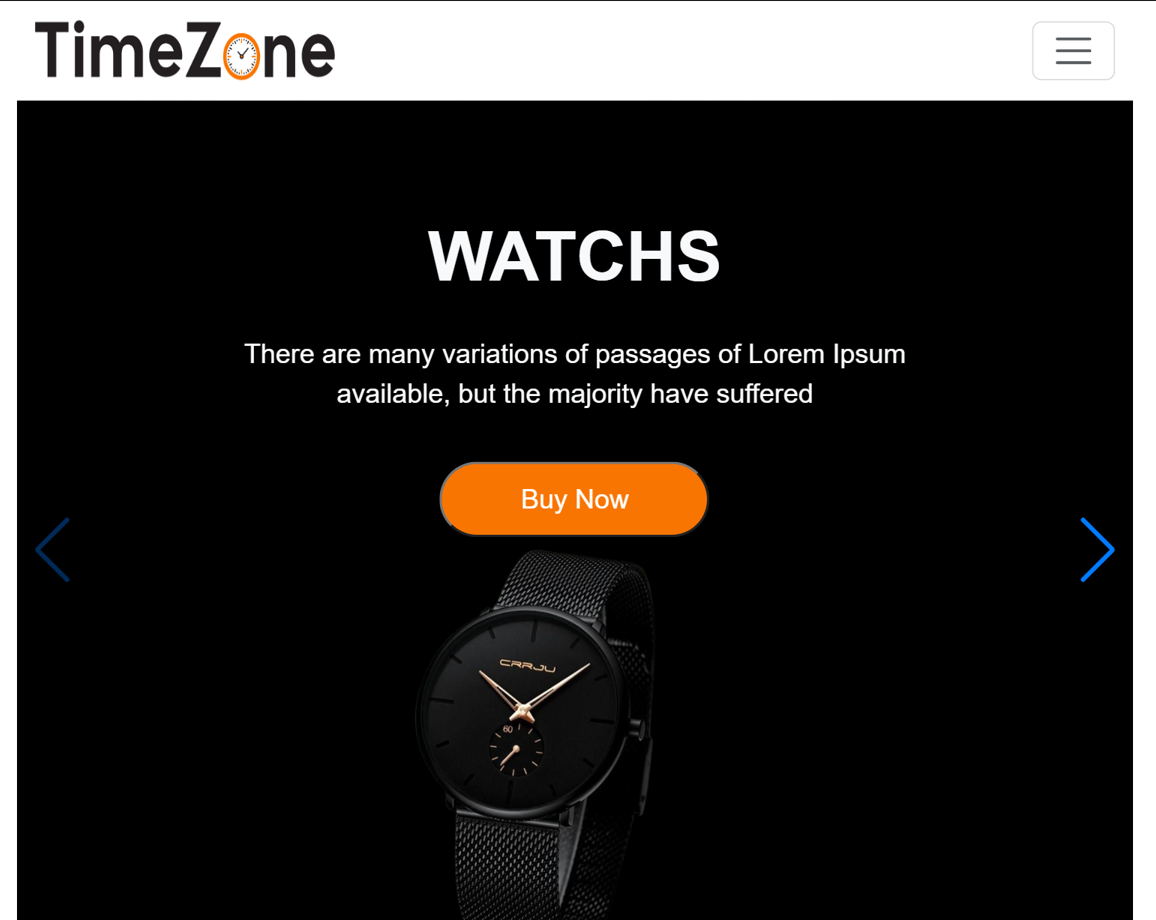 TimeZone
WATCHS
There are many variations of passages of Lorem Ipsum
available, but the majority have suffered
Buy Now
CRRJU
60